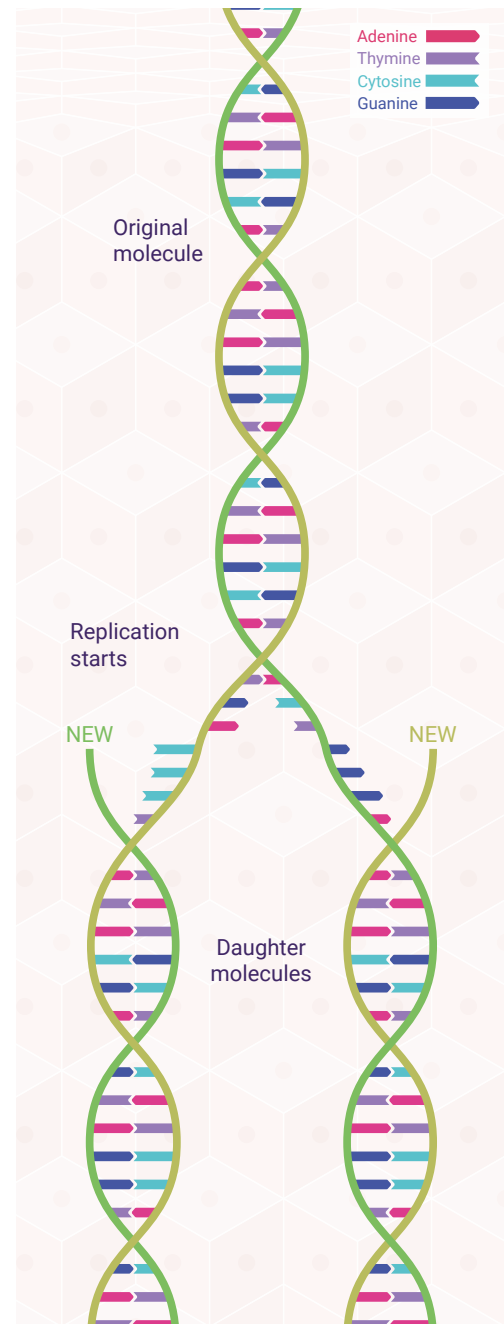 Adenine
Thymine
Cytosine
Guanine
Original
molecule
Replication
starts
NEW
NEW
Daughter
molecules